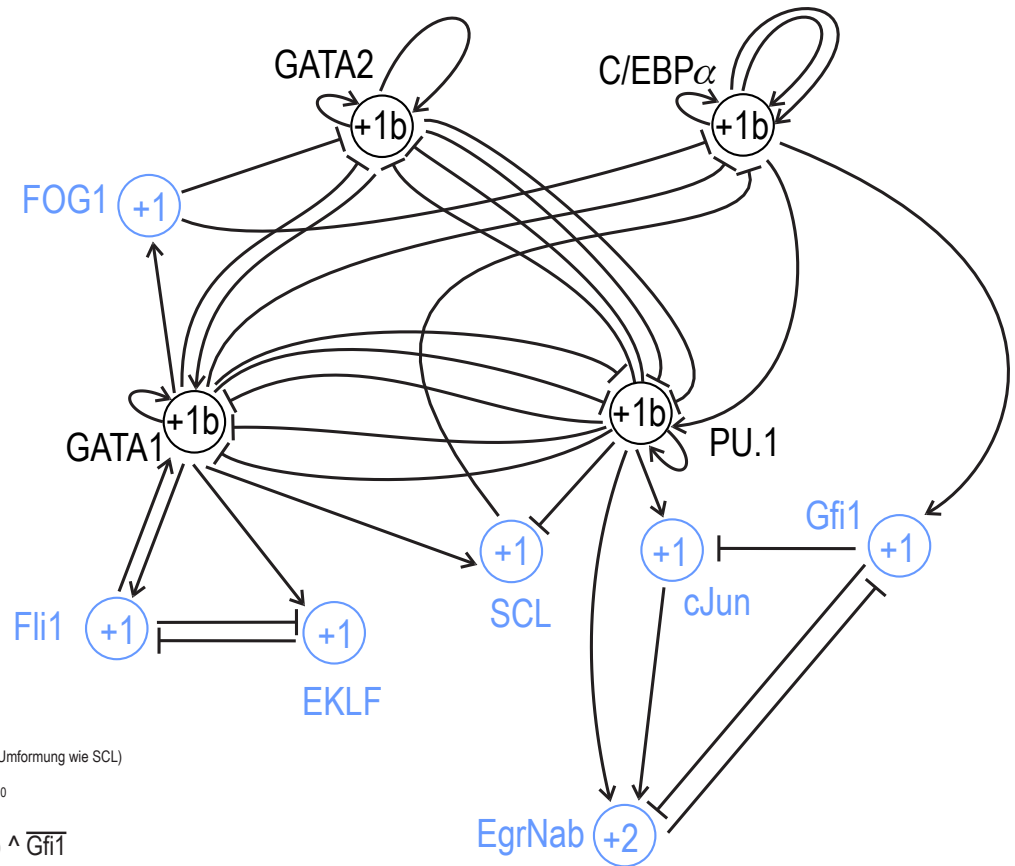 GATA2
C/EBPα
+1b
+1b
FOG1
+1
+1b
+1b
GATA1
PU.1
Gfi1
+1
+1
+1
SCL
cJun
Fli1
+1
+1
EKLF
Umformung wie SCL)
0
EgrNab
+2
^ G̅f̅i̅1̅